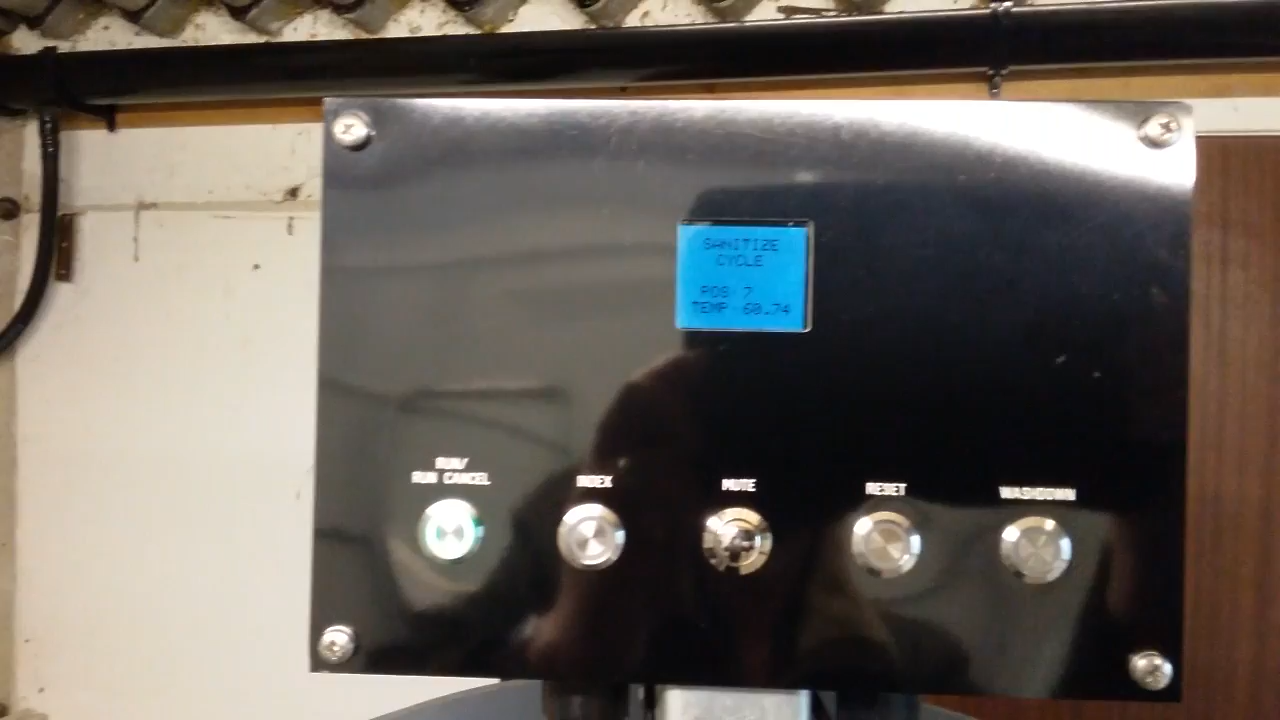 SANITIZE
CYCLE
POS 7
TEMP 60.74
RUN/
RUN CANCEL
INDEX
MUTE
RESET
WASHDOWN